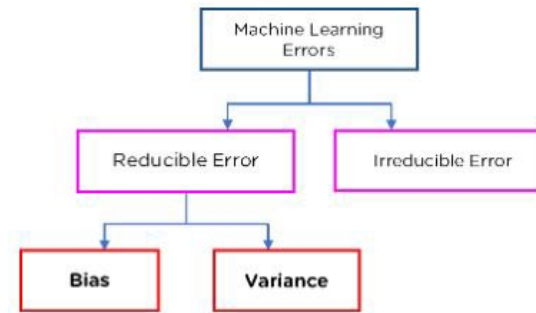 Machine Learning
Errors
Reducible Error
Irreducible Error
Bias
Variance